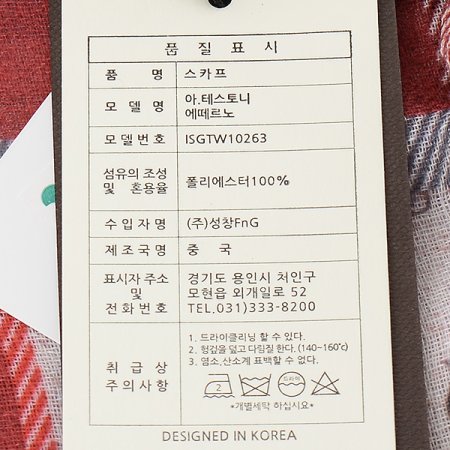 품 질 표 시
품 명 스카프
모 델 명 아.테스토니
에떼르노
모델번호 ISGTW10263
섬유의 조성 및 혼용율 폴리에스터100%
수 입 자 명 (주)성창FnG
제 조 국 명 중 국
표시자 주소 및 전화번호 경기도 용인시 처인구
모현읍 외개일로 52
TEL.031)333-8200
취 급 상 주의사항 1. 드라이클리닝 할 수 있다.
2. 헝겊을 덮고 다림질 한다. (140~160℃)
3. 염소,산소계 표백할 수 없다.
2 드라이
*개별세탁 하십시요*
DESIGNED IN KOREA